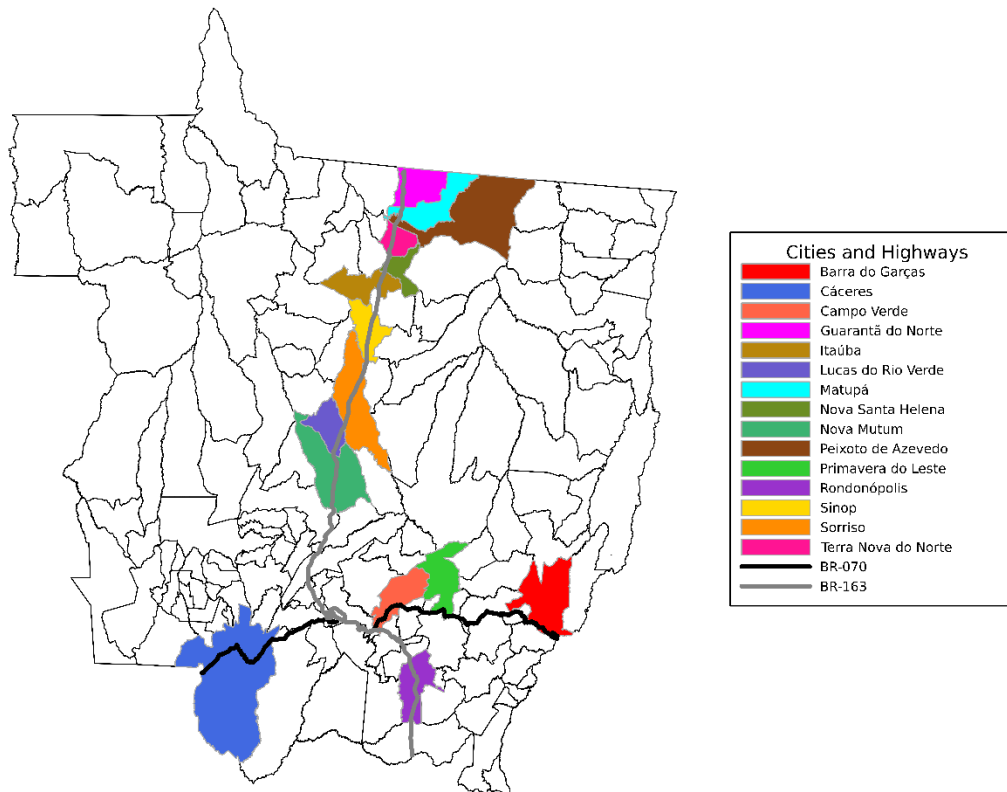 Cities and Highways
Barra do Garças
Cáceres
Campo Verde
Guarantã do Norte
Itaúba
Lucas do Rio Verde
Matupá
Nova Santa Helena
Nova Mutum
Peixoto de Azevedo
Primavera do Leste
Rondonópolis
Sinop
Sorriso
Terra Nova do Norte
BR-070
BR-163